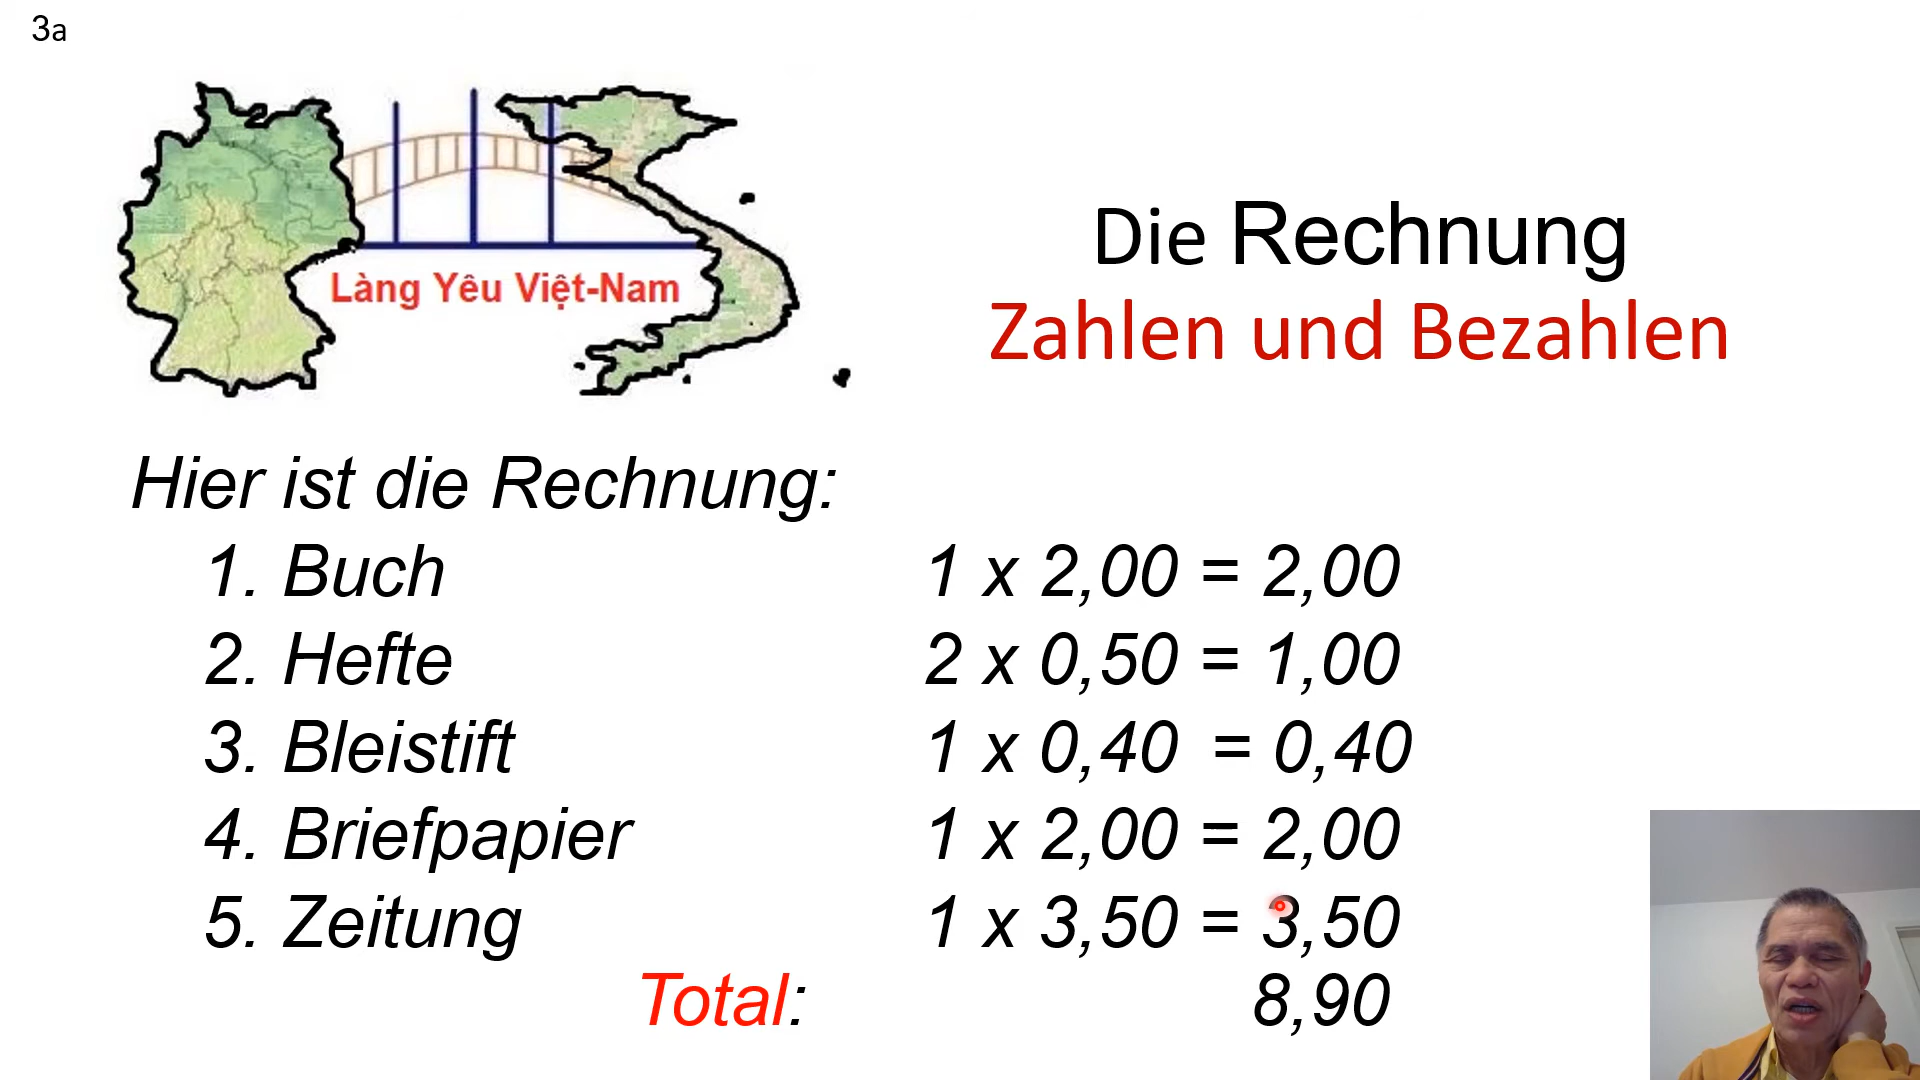 3a
Làng Yêu Việt-Nam
Die Rechnung
Zahlen und Bezahlen
Hier ist die Rechnung:
1. Buch 1 x 2,00 = 2,00
2. Hefte 2 x 0,50 = 1,00
3. Bleistift 1 x 0,40 = 0,40
4. Briefpapier 1 x 2,00 = 2,00
5. Zeitung 1 x 3,50 = 3,50
Total: 8,90